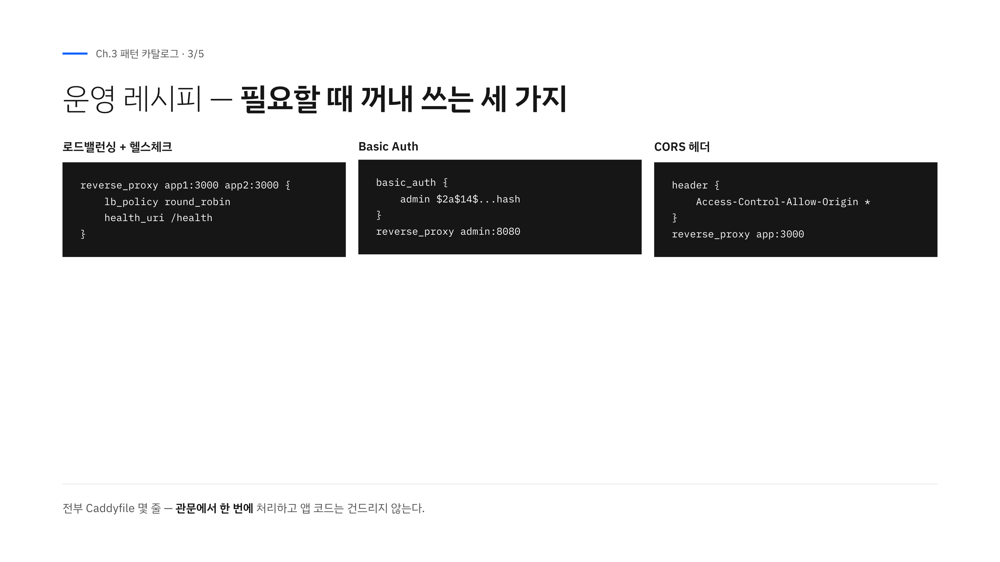 Ch.3 패턴 카탈로그 · 3/5
운영 레시피 — 필요할 때 꺼내 쓰는 세 가지
로드밸런싱 + 헬스체크
reverse_proxy app1:3000 app2:3000 {
    lb_policy round_robin
    health_uri /health
}
Basic Auth
basic_auth {
    admin $2a$14$...hash
}
reverse_proxy admin:8080
CORS 헤더
header {
    Access-Control-Allow-Origin *
}
reverse_proxy app:3000
전부 Caddyfile 몇 줄 — 관문에서 한 번에 처리하고 앱 코드는 건드리지 않는다.